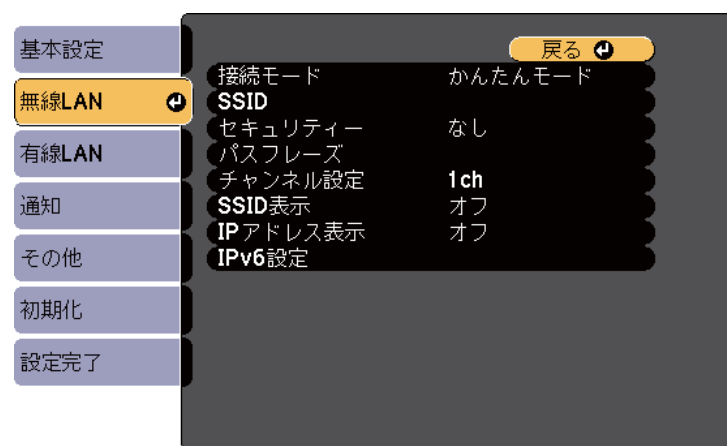 基本設定
無線LAN
有線LAN
通知
その他
初期化
設定完了
戻る
接続モード かんたんモード
SSID
セキュリティー なし
パスフレーズ
チャンネル設定 1ch
SSID表示 オフ
IPアドレス表示 オフ
IPv6設定